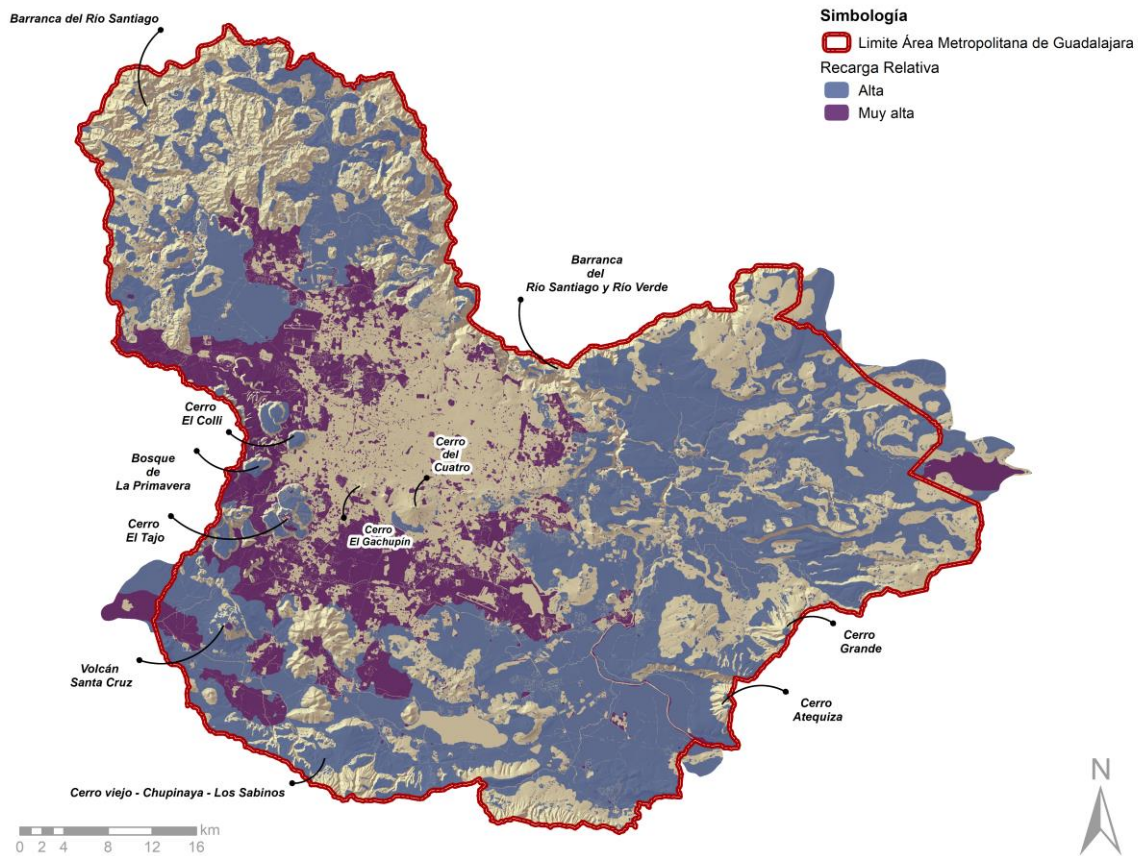 Barranca del Río Santiago
Simbología
Limite Área Metropolitana de Guadalajara
Recarga Relativa
Alta
Muy alta
Barranca
del
Río Santiago y Río Verde
Cerro
El Colli
Bosque
de
La Primavera
Cerro
El Tajo
Cerro
del
Cuatro
Cerro
El Gachupín
Volcán
Santa Cruz
Cerro
Grande
Cerro
Atequiza
Cerro viejo - Chupinaya - Los Sabinos
N
km
0 2 4 8 12 16